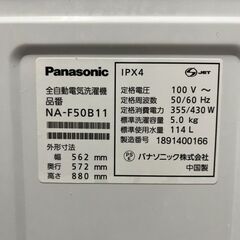 Panasonic
全自動電気洗濯機
品番
NA-F50B11
外形寸法
幅 562 mm
奥行 572 mm
高さ 880 mm
IPX4
JET
定格電圧 100 V~
定格周波数 50/60 Hz
定格消費電力 355/430 W
標準洗濯容量 5.0 kg
標準使用水量 114 L
製造番号 1891400166
パナソニック株式会社
中国製